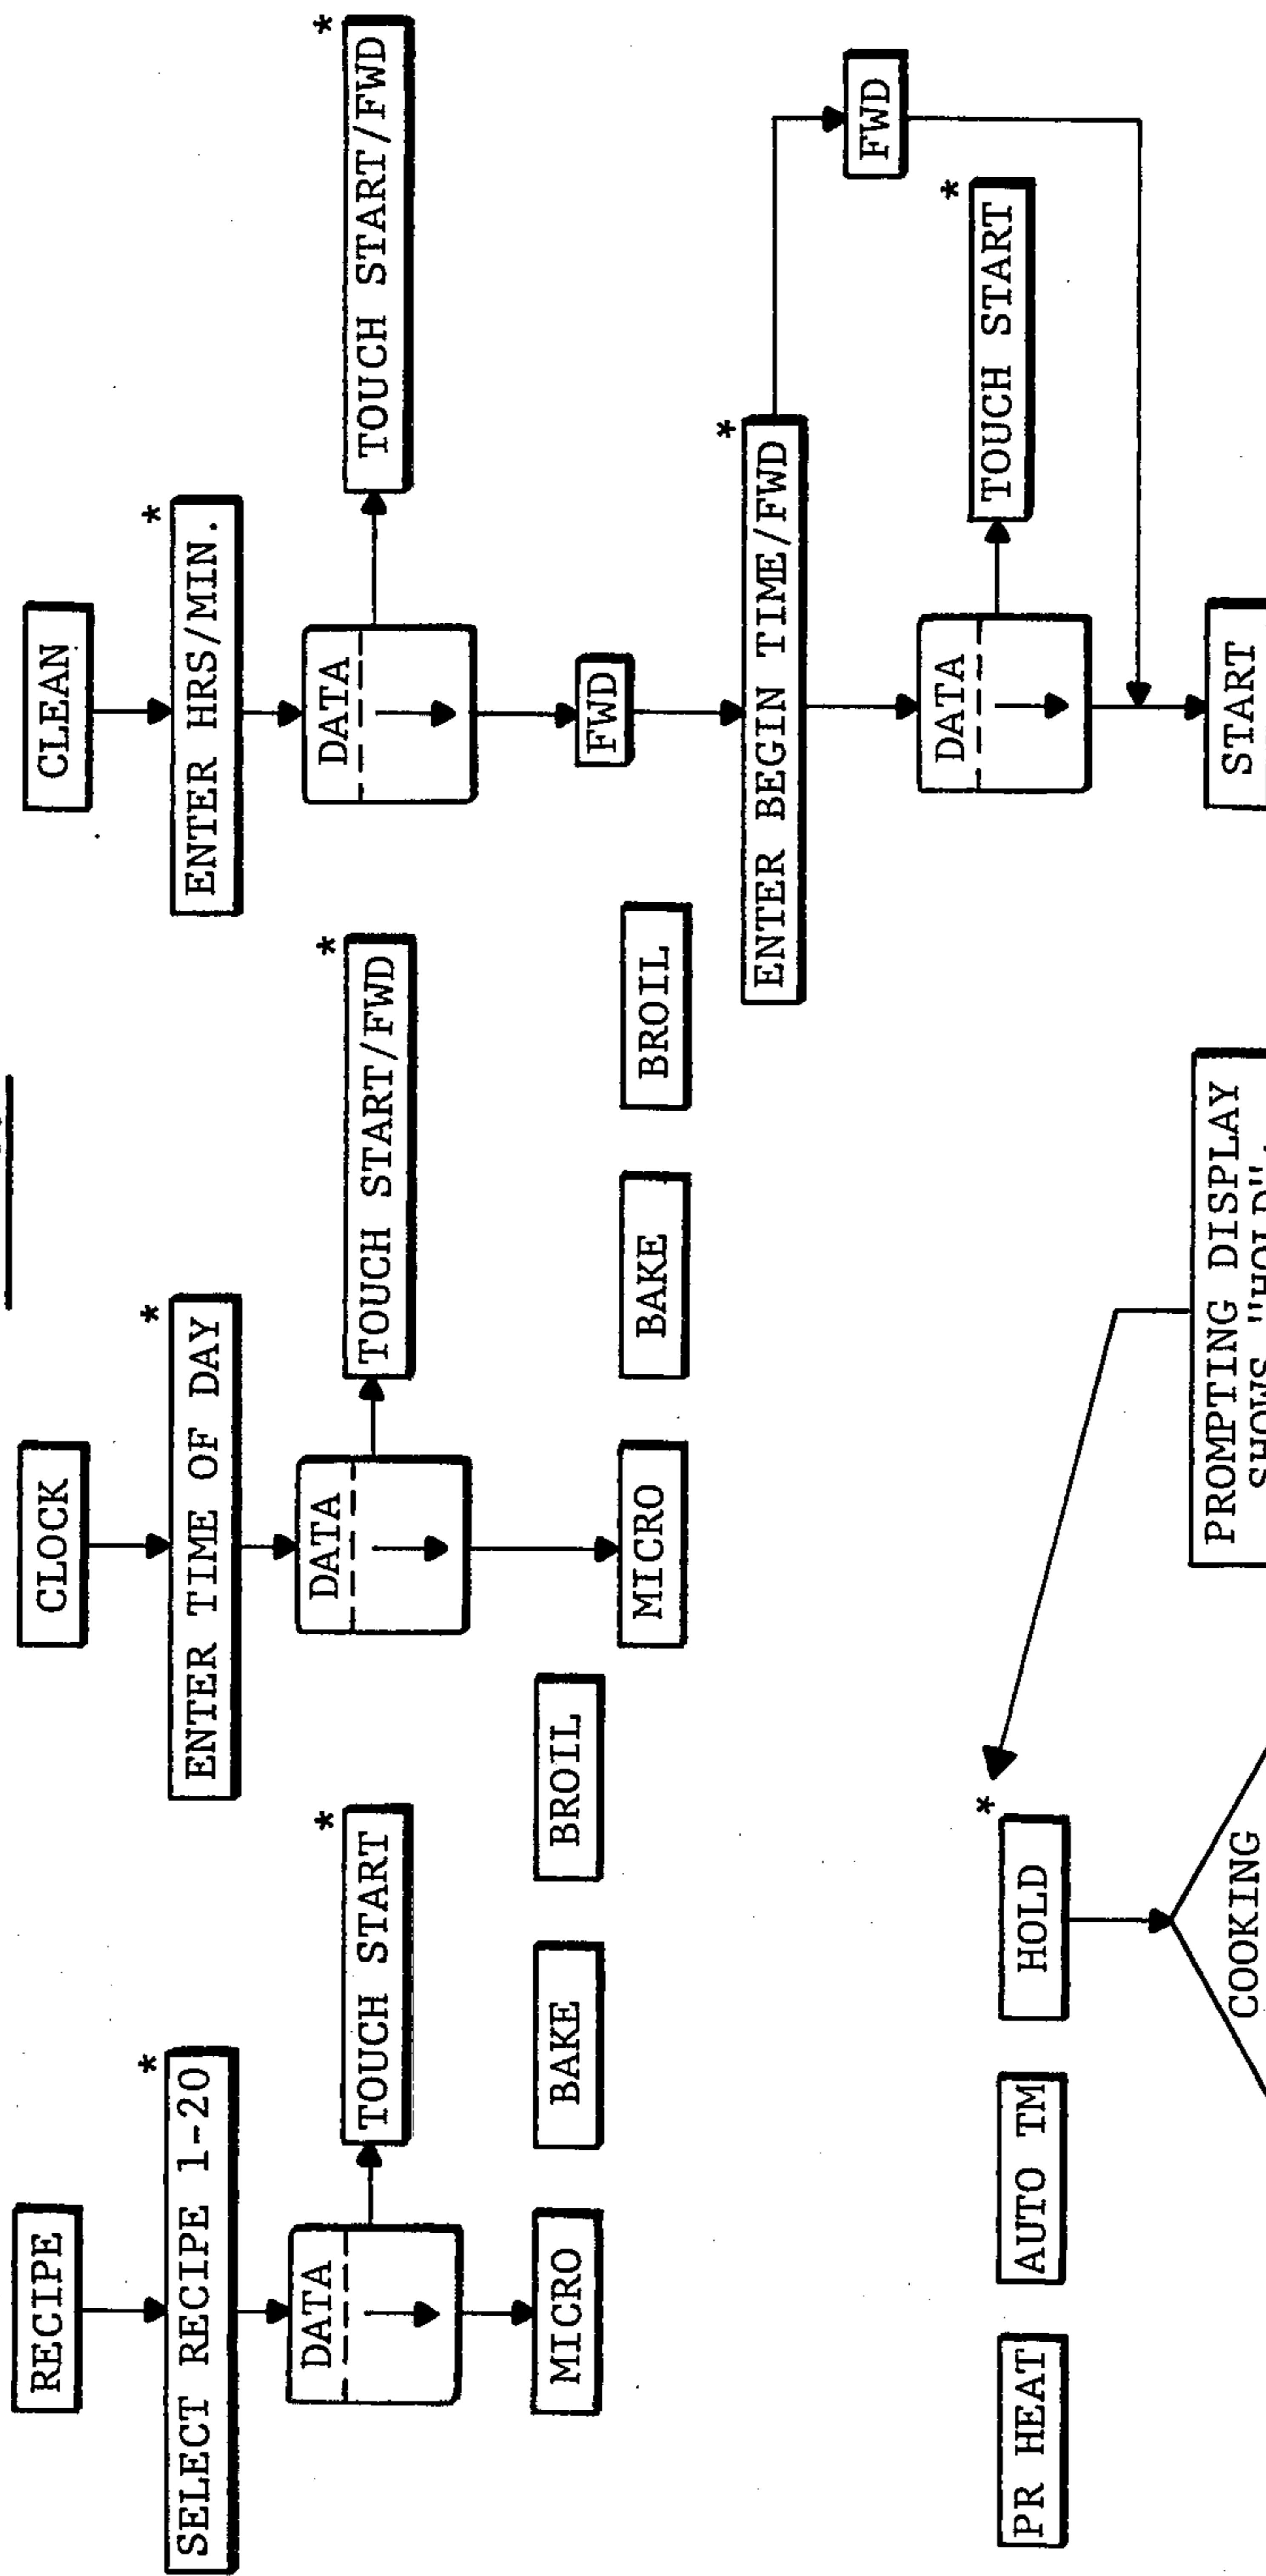 RECIPE
*
SELECT RECIPE 1-20
DATA
*
TOUCH START
MICRO
BAKE
BROIL
CLOCK
*
ENTER TIME OF DAY
DATA
*
TOUCH START/FWD
MICRO
BAKE
BROIL
CLEAN
*
ENTER HRS/MIN.
DATA
*
TOUCH START/FWD
FWD
*
ENTER BEGIN TIME/FWD
FWD
DATA
*
TOUCH START
START
PR HEAT
AUTO TM
*
HOLD
COOKING
PROMPTING DISPLAY
SHOWS "HOLD"